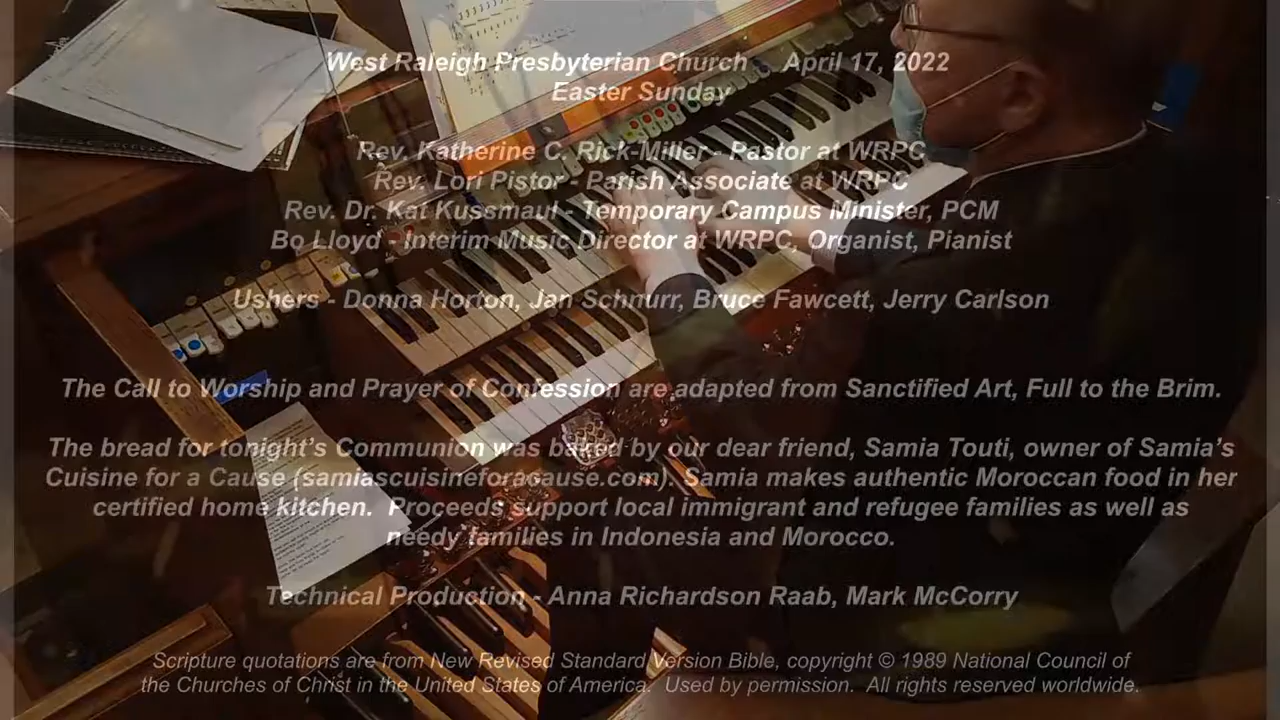 West Raleigh Presbyterian Church - April 17, 2022
Easter Sunday
Rev. Katherine C. Rick-Miller - Pastor at WRPC
Rev. Lori Pistor - Parish Associate at WRPC
Rev. Dr. Kat Kussmaul - Temporary Campus Minister, PCM
Bo Lloyd - Interim Music Director at WRPC, Organist, Pianist
Ushers - Donna Horton, Jan Schnurr, Bruce Fawcett, Jerry Carlson
The Call to Worship and Prayer of Confession are adapted from Sanctified Art, Full to the Brim.
The bread for tonight’s Communion was baked by our dear friend, Samia Touti, owner of Samia’s
Cuisine for a Cause (samiascuisineforacause.com). Samia makes authentic Moroccan food in her
certified home kitchen. Proceeds support local immigrant and refugee families as well as
needy families in Indonesia and Morocco.
Technical Production - Anna Richardson Raab, Mark McCorry
Scripture quotations are from New Revised Standard Version Bible, copyright © 1989 National Council of
the Churches of Christ in the United States of America. Used by permission. All rights reserved worldwide.